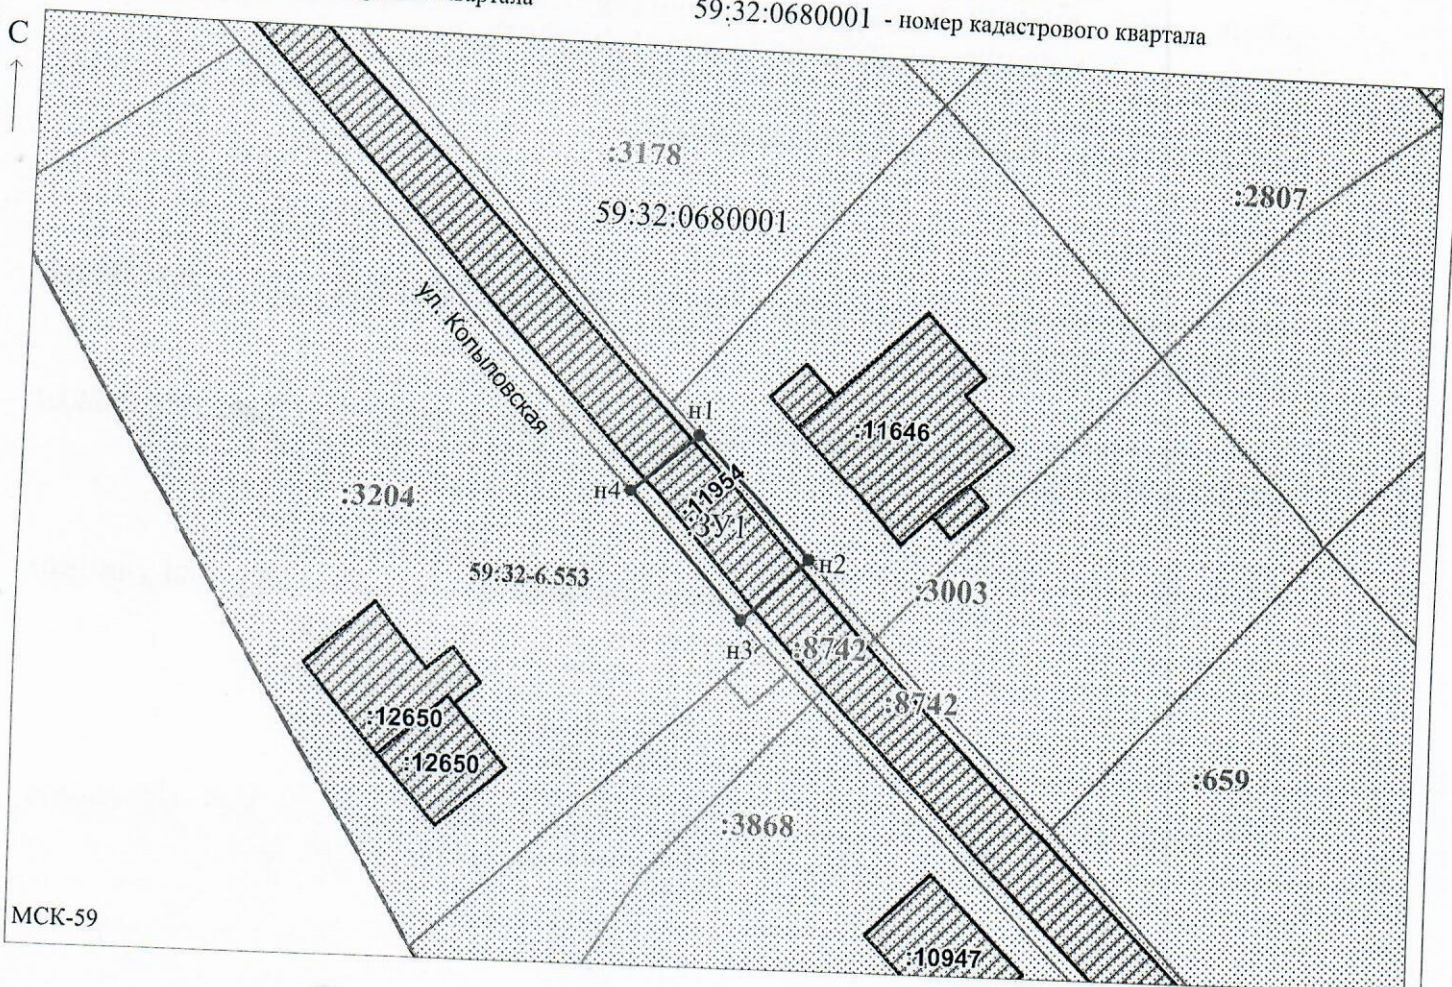 квартала
59:32:0680001 - номер кадастрового квартала
С
:3178
:2807
59:32:0680001
ул. Копыловская
н1
:11646
:3204
н4
:11954
:ЗУ1
59:32-6.553
н2
:3003
н3
:8742
:8742
:12650
:12650
:659
:3868
МСК-59
:10947